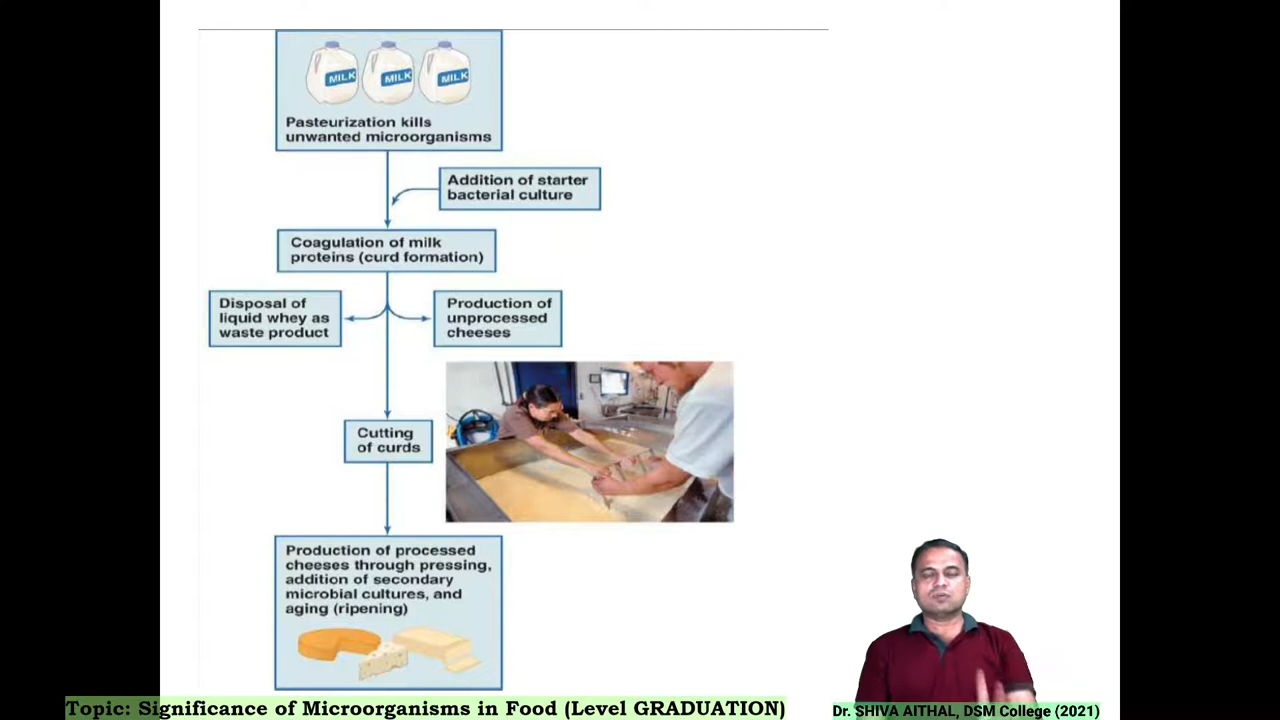 MILK MILK MILK
Pasteurization kills
unwanted microorganisms
Addition of starter
bacterial culture
Coagulation of milk
proteins (curd formation)
Disposal of
liquid whey as
waste product
Production of
unprocessed
cheeses
Cutting
of curds
Production of processed
cheeses through pressing,
addition of secondary
microbial cultures, and
aging (ripening)
Topic: Significance of Microorganisms in Food (Level GRADUATION)
Dr. SHIVA AITHAL, DSM College (2021)